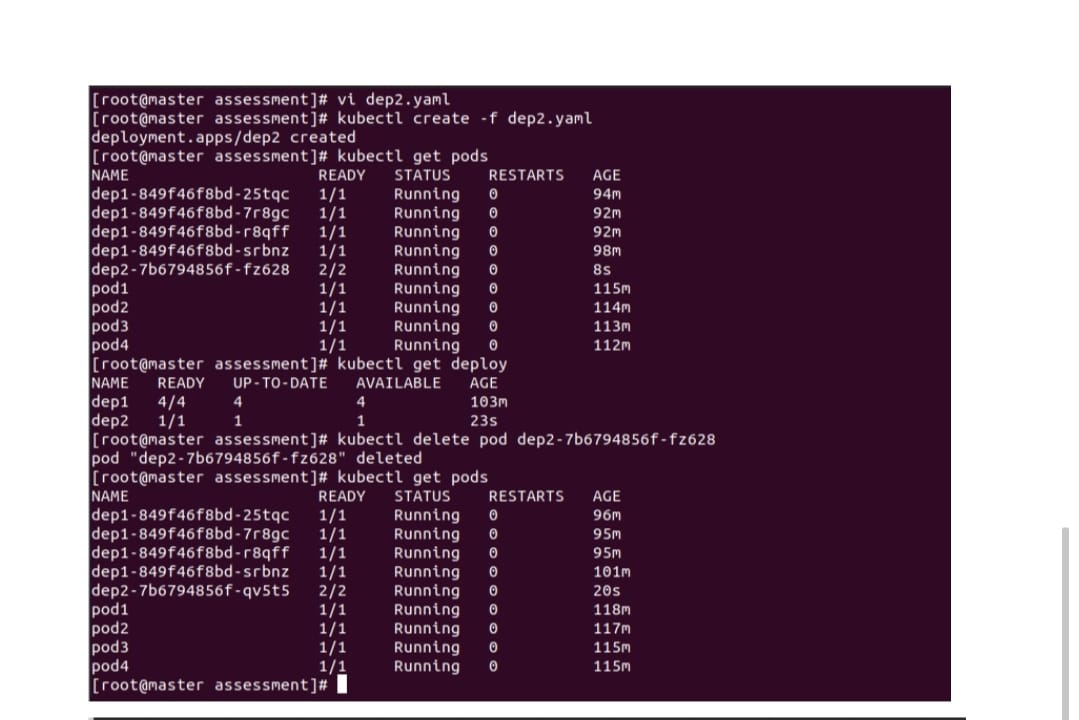 [root@master assessment]# vi dep2.yaml
[root@master assessment]# kubectl create -f dep2.yaml
deployment.apps/dep2 created
[root@master assessment]# kubectl get pods
NAME READY STATUS RESTARTS AGE
dep1-849f46f8bd-25tqc 1/1 Running 0 94m
dep1-849f46f8bd-7r8gc 1/1 Running 0 92m
dep1-849f46f8bd-r8qff 1/1 Running 0 92m
dep1-849f46f8bd-srbnz 1/1 Running 0 98m
dep2-7b6794856f-fz628 2/2 Running 0 8s
pod1 1/1 Running 0 115m
pod2 1/1 Running 0 114m
pod3 1/1 Running 0 113m
pod4 1/1 Running 0 112m
[root@master assessment]# kubectl get deploy
NAME READY UP-TO-DATE AVAILABLE AGE
dep1 4/4 4 4 103m
dep2 1/1 1 1 23s
[root@master assessment]# kubectl delete pod dep2-7b6794856f-fz628
pod "dep2-7b6794856f-fz628" deleted
[root@master assessment]# kubectl get pods
NAME READY STATUS RESTARTS AGE
dep1-849f46f8bd-25tqc 1/1 Running 0 96m
dep1-849f46f8bd-7r8gc 1/1 Running 0 95m
dep1-849f46f8bd-r8qff 1/1 Running 0 95m
dep1-849f46f8bd-srbnz 1/1 Running 0 101m
dep2-7b6794856f-qv5t5 2/2 Running 0 20s
pod1 1/1 Running 0 118m
pod2 1/1 Running 0 117m
pod3 1/1 Running 0 115m
pod4 1/1 Running 0 115m
[root@master assessment]#